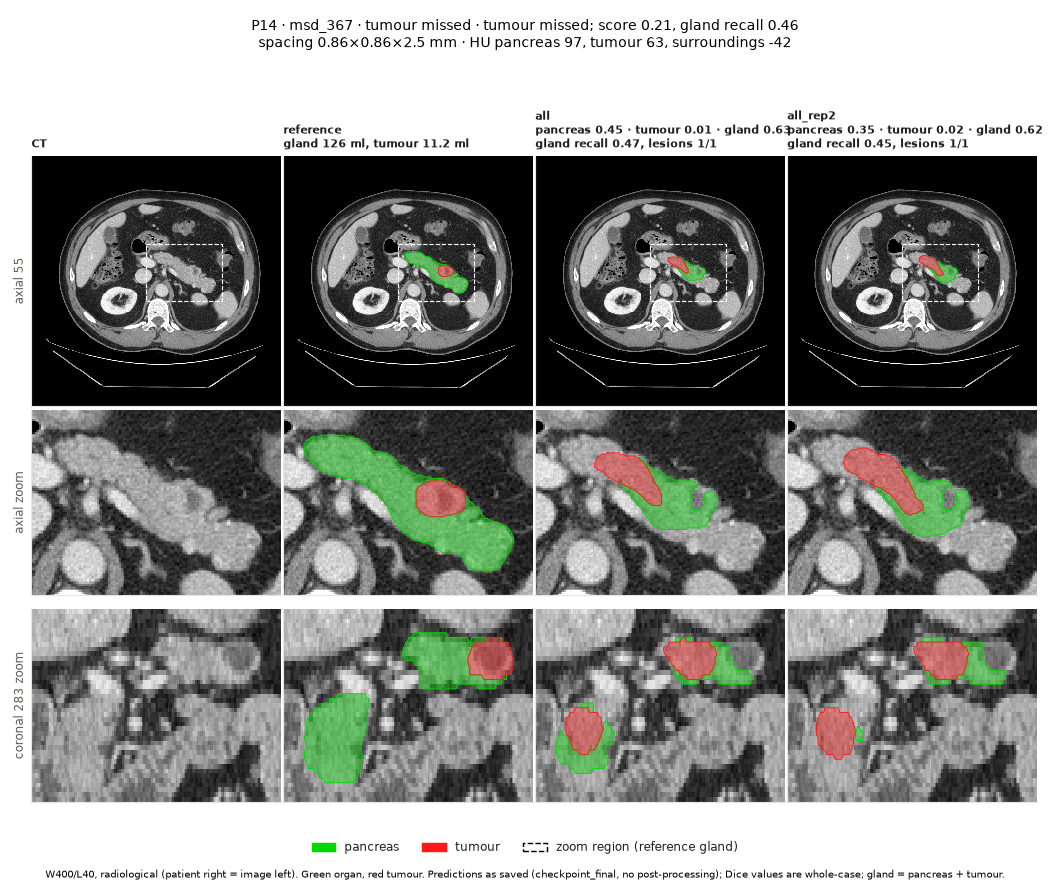 P14 · msd_367 · tumour missed · tumour missed; score 0.21, gland recall 0.46
spacing 0.86×0.86×2.5 mm · HU pancreas 97, tumour 63, surroundings -42
CT
reference
gland 126 ml, tumour 11.2 ml
all
pancreas 0.45 · tumour 0.01 · gland 0.63
gland recall 0.47, lesions 1/1
all_rep2
pancreas 0.35 · tumour 0.02 · gland 0.62
gland recall 0.45, lesions 1/1
axial 55
axial zoom
coronal 283 zoom
pancreas
tumour
zoom region (reference gland)
W400/L40, radiological (patient right = image left). Green organ, red tumour. Predictions as saved (checkpoint_final, no post-processing); Dice values are whole-case; gland = pancreas + tumour.